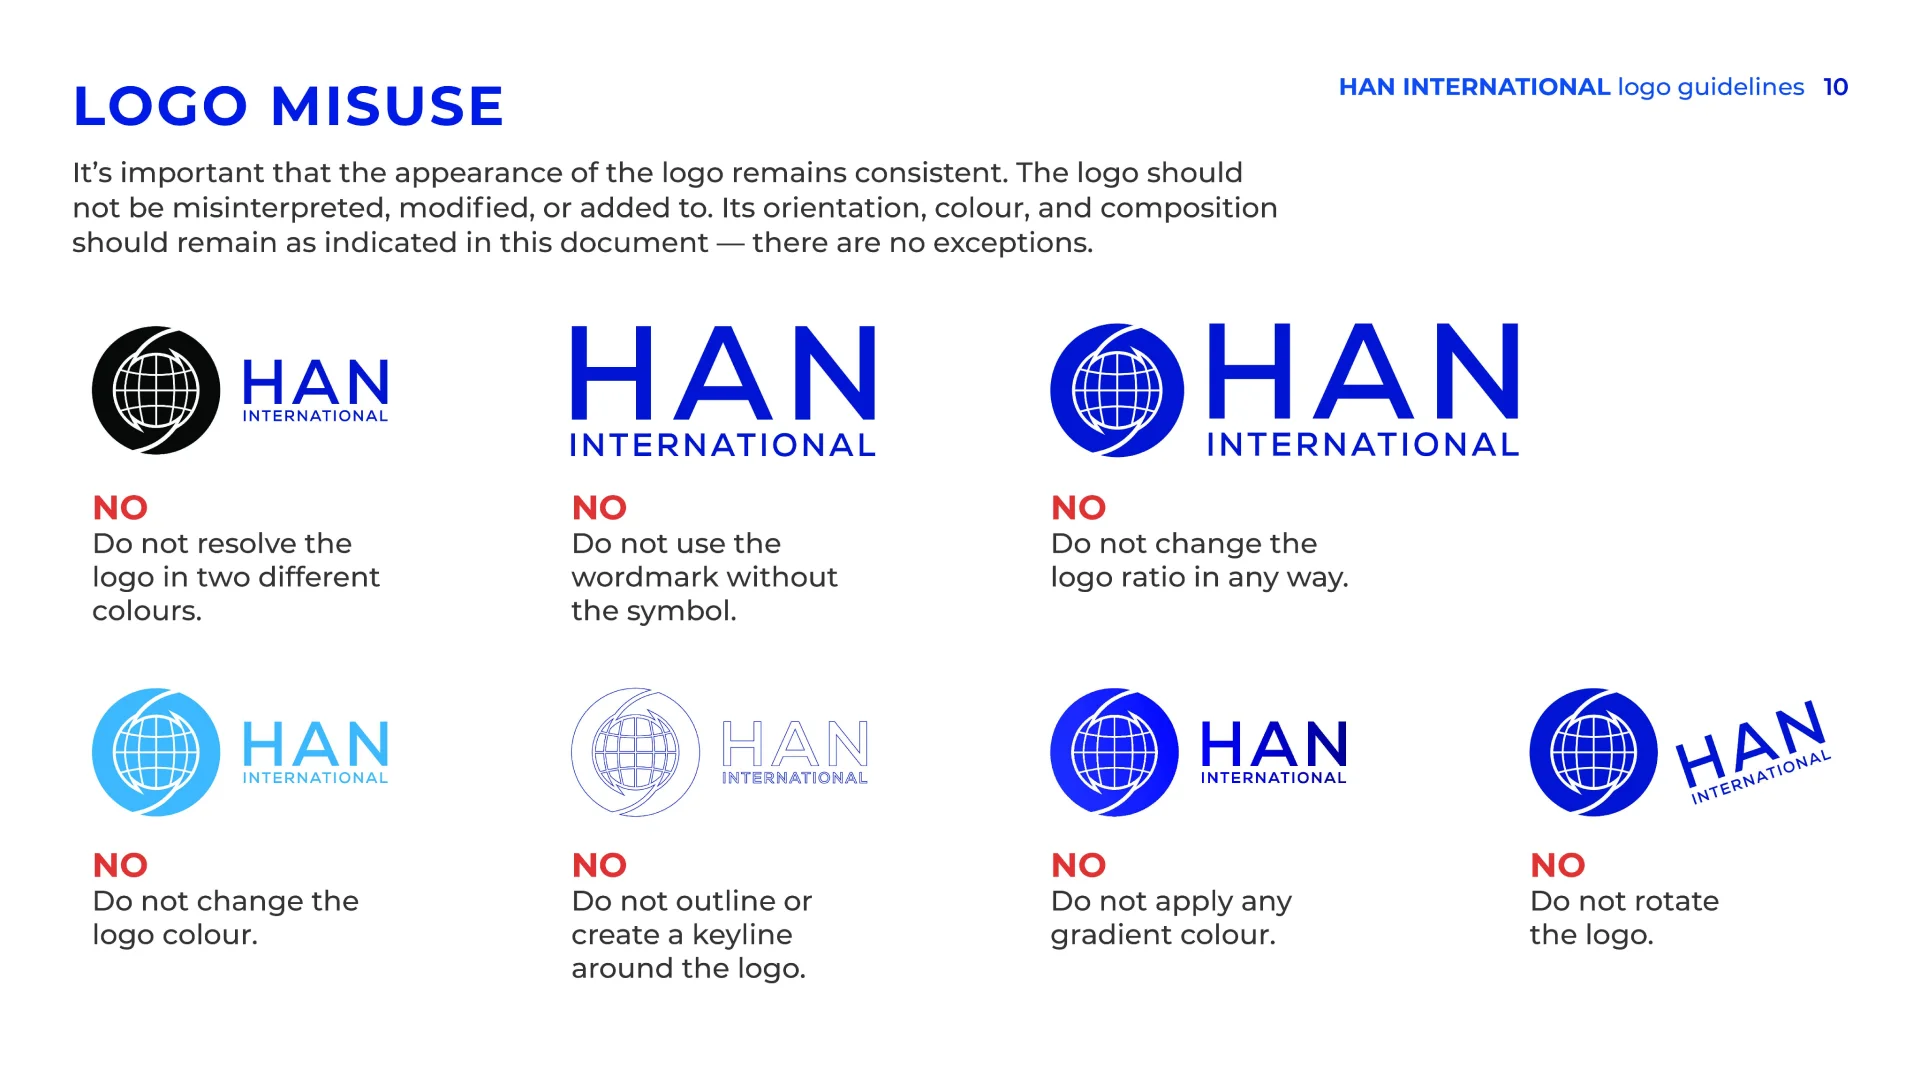 LOGO MISUSE
HAN INTERNATIONAL logo guidelines 10
It’s important that the appearance of the logo remains consistent. The logo should
not be misinterpreted, modified, or added to. Its orientation, colour, and composition
should remain as indicated in this document — there are no exceptions.
HAN
INTERNATIONAL
NO
Do not resolve the
logo in two different
colours.
HAN
INTERNATIONAL
NO
Do not use the
wordmark without
the symbol.
HAN
INTERNATIONAL
NO
Do not change the
logo ratio in any way.
HAN
INTERNATIONAL
NO
Do not change the
logo colour.
HAN
INTERNATIONAL
NO
Do not outline or
create a keyline
around the logo.
HAN
INTERNATIONAL
NO
Do not apply any
gradient colour.
HAN
INTERNATIONAL
NO
Do not rotate
the logo.